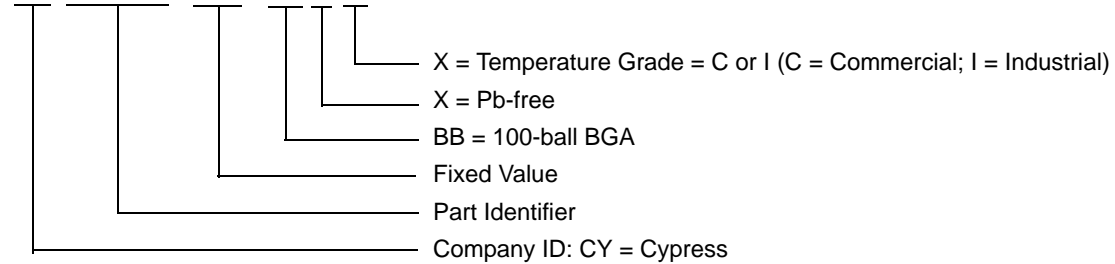 X = Temperature Grade = C or I (C = Commercial; I = Industrial)
X = Pb-free
BB = 100-ball BGA
Fixed Value
Part Identifier
Company ID: CY = Cypress